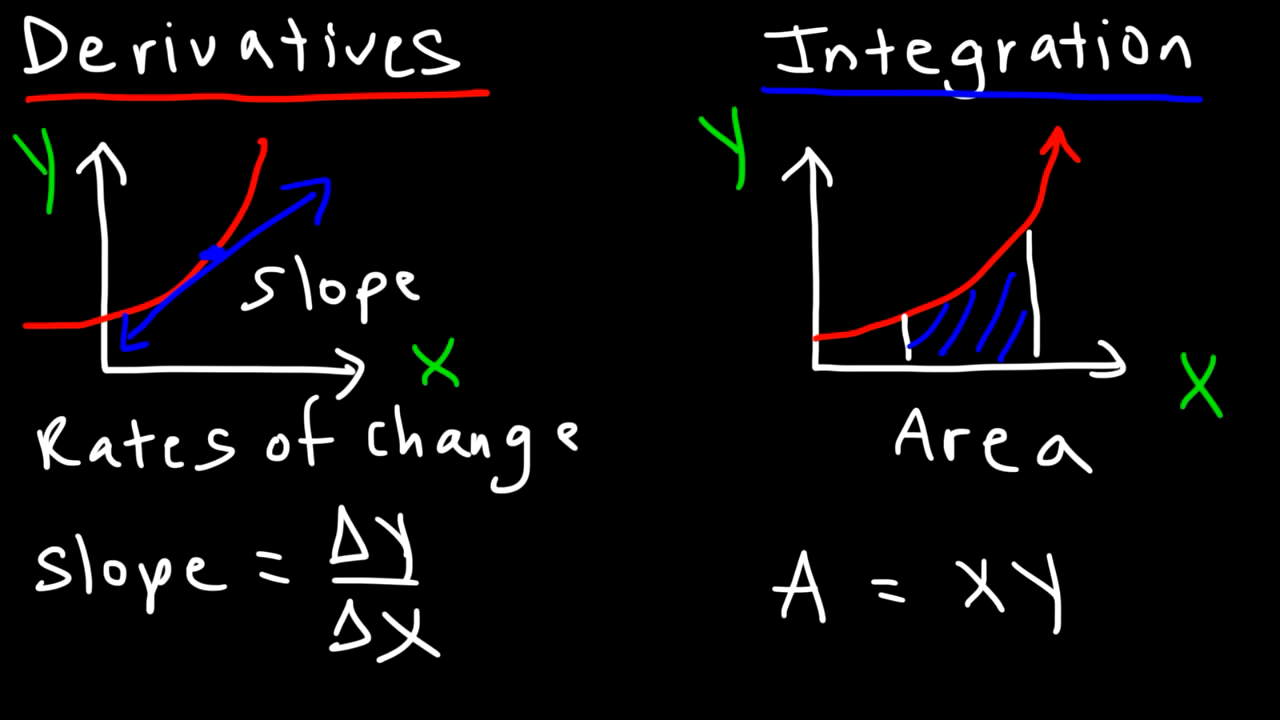 Derivatives
Y
slope
X
Rates of change
slope = ΔY/ΔX
Integration
Y
X
Area
A = XY